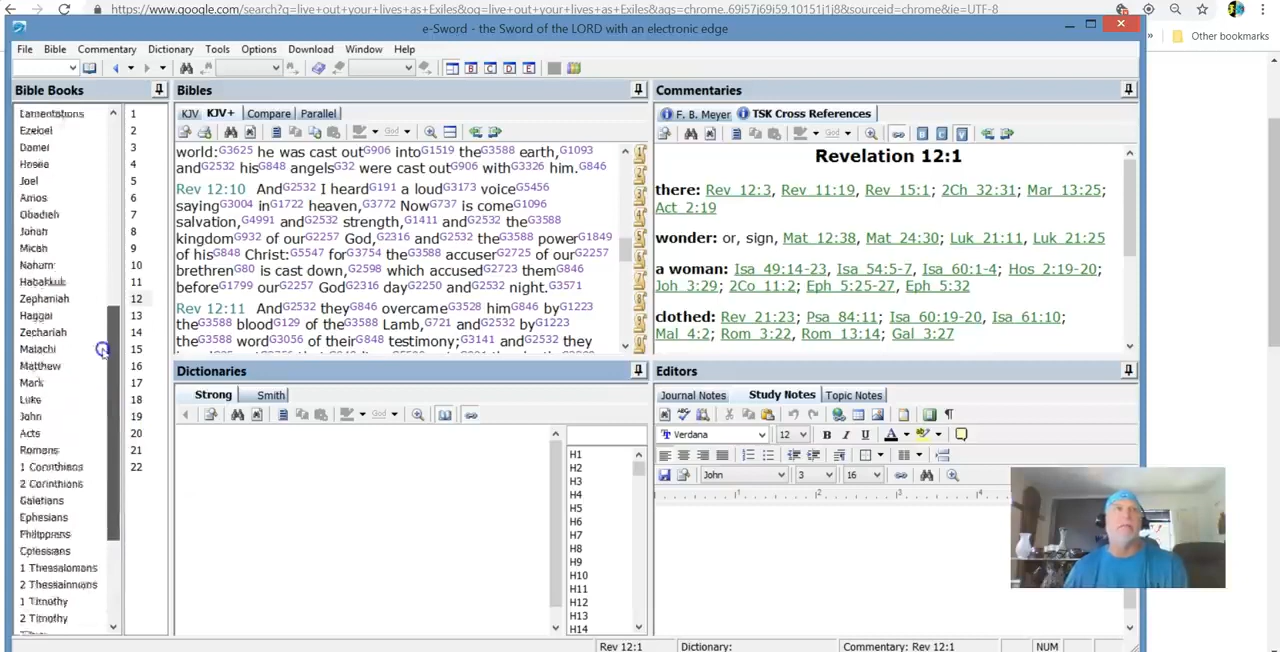 https://www.google.com/search?q=live+out+your+lives+as+Exiles&oq=live+out+your+lives+as+Exiles&aqs=chrome..69i57j69i59.10151j1j8&sourceid=chrome&ie=UTF-8
e-Sword - the Sword of the LORD with an electronic edge
» Other bookmarks
File Bible Commentary Dictionary Tools Options Download Window Help
B C D E
Bible Books
Lamentations
Ezekiel
Daniel
Hosea
Joel
Amos
Obadiah
Jonah
Micah
Nahum
Habakkuk
Zephaniah
Haggai
Zechariah
Malachi
Matthew
Mark
Luke
John
Acts
Romans
1 Corinthians
2 Corinthians
Galatians
Ephesians
Philippians
Colossians
1 Thessalonians
2 Thessalonians
1 Timothy
2 Timothy
1
2
3
4
5
6
7
8
9
10
11
12
13
14
15
16
17
18
19
20
21
22
Bibles
KJV KJV+ Compare Parallel
God
world:G3625 he was cast outG906 intoG1519 theG3588 earth,G1093
andG2532 hisG848 angelsG32 were cast outG906 withG3326 him.G846
Rev 12:10 AndG2532 I heardG191 a loudG3173 voiceG5456
sayingG3004 inG1722 heaven,G3772 NowG737 is comeG1096
salvation,G4991 andG2532 strength,G1411 andG2532 theG3588
kingdomG932 of ourG2257 God,G2316 andG2532 theG3588 powerG1849
of hisG848 Christ:G5547 forG3754 theG3588 accuserG2725 of ourG2257
brethrenG80 is cast down,G2598 which accusedG2723 themG846
beforeG1799 ourG2257 GodG2316 dayG2250 andG2532 night.G3571
Rev 12:11 AndG2532 theyG846 overcameG3528 himG846 byG1223
theG3588 bloodG129 of theG3588 Lamb,G721 andG2532 byG1223
theG3588 wordG3056 of theirG848 testimony;G3141 andG2532 they
Commentaries
F. B. Meyer TSK Cross References
God
Revelation 12:1
there: Rev 12:3, Rev 11:19, Rev 15:1; 2Ch 32:31; Mar 13:25;
Act 2:19
wonder: or, sign, Mat 12:38, Mat 24:30; Luk 21:11, Luk 21:25
a woman: Isa 49:14-23, Isa 54:5-7, Isa 60:1-4; Hos 2:19-20;
Joh 3:29; 2Co 11:2; Eph 5:25-27, Eph 5:32
clothed: Rev 21:23; Psa 84:11; Isa 60:19-20, Isa 61:10;
Mal 4:2; Rom 3:22, Rom 13:14; Gal 3:27
Dictionaries
Strong Smith
God
H1
H2
H3
H4
H5
H6
H7
H8
H9
H10
H11
H12
H13
H14
Editors
Journal Notes Study Notes Topic Notes
Verdana 12 B I U A
John 3 16
1 2 3 4
Rev 12:1 Dictionary: Commentary: Rev 12:1 NUM